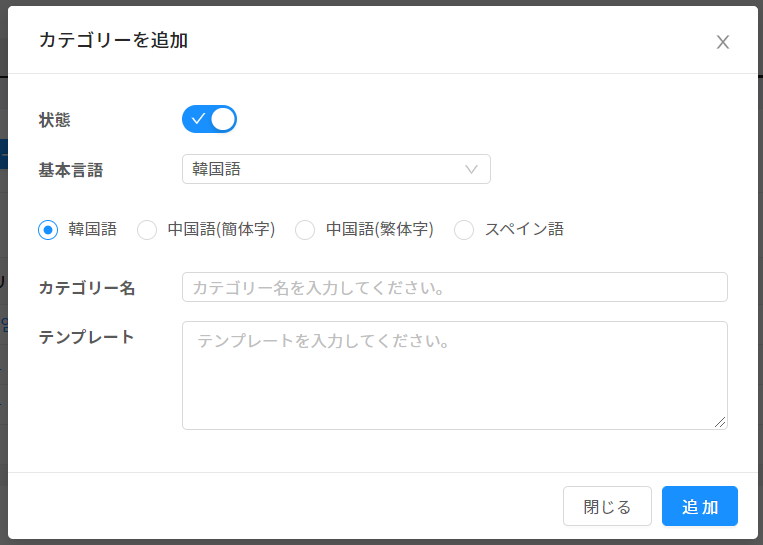 カテゴリーを追加
状態
基本言語 韓国語
韓国語 中国語(簡体字) 中国語(繁体字) スペイン語
カテゴリー名 カテゴリー名を入力してください。
テンプレート テンプレートを入力してください。
閉じる 追加